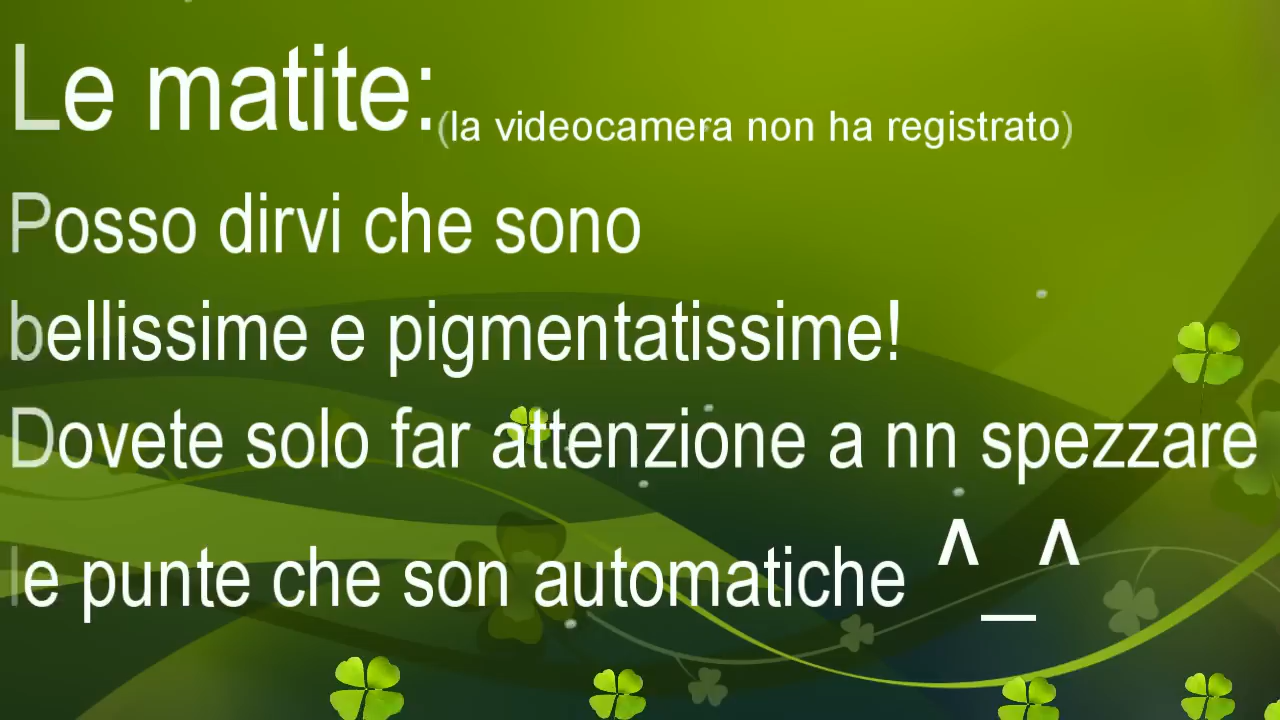 Le matite:(la videocamera non ha registrato)
Posso dirvi che sono
bellissime e pigmentatissime!
Dovete solo far attenzione a nn spezzare
le punte che son automatiche ^_^